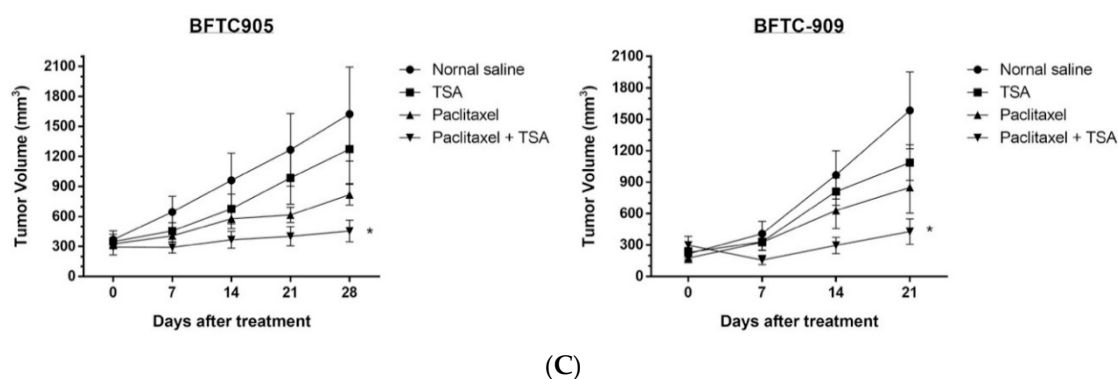 BFTC905
Tumor Volume (mm³)
2100
1800
1500
1200
900
600
300
0
0 7 14 21 28
Days after treatment
Nornal saline
TSA
Paclitaxel
Paclitaxel + TSA
*
BFTC-909
Tumor Volume (mm³)
2100
1800
1500
1200
900
600
300
0
0 7 14 21
Days after treatment
Nornal saline
TSA
Paclitaxel
Paclitaxel + TSA
*
(C)